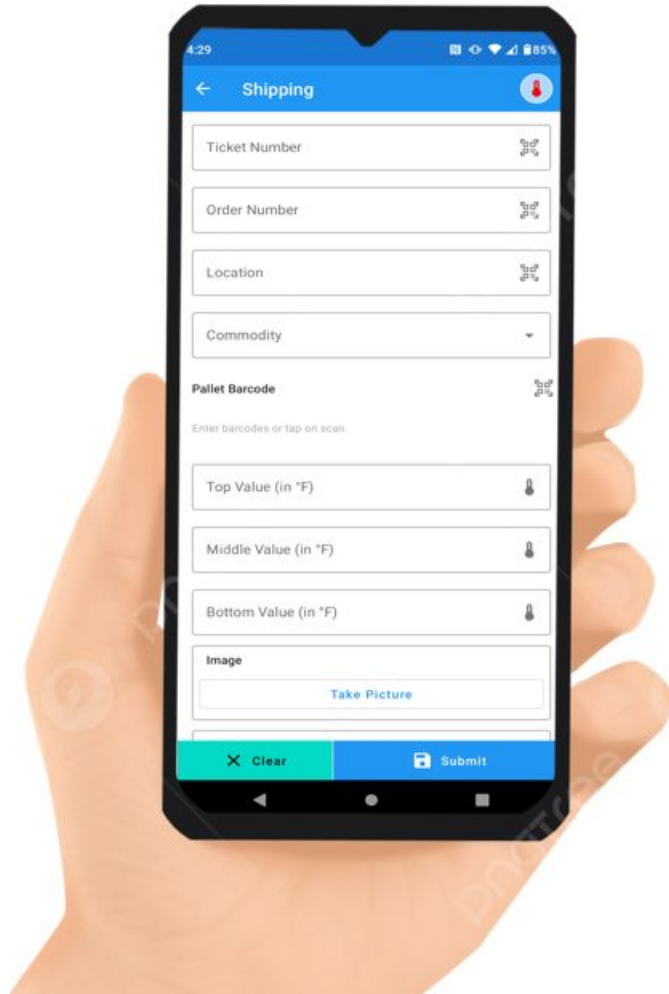 4:29
85%
Shipping
Ticket Number
Order Number
Location
Commodity
Pallet Barcode
Enter barcodes or tap on scan
Top Value (in °F)
Middle Value (in °F)
Bottom Value (in °F)
Image
Take Picture
Clear
Submit
pngtree